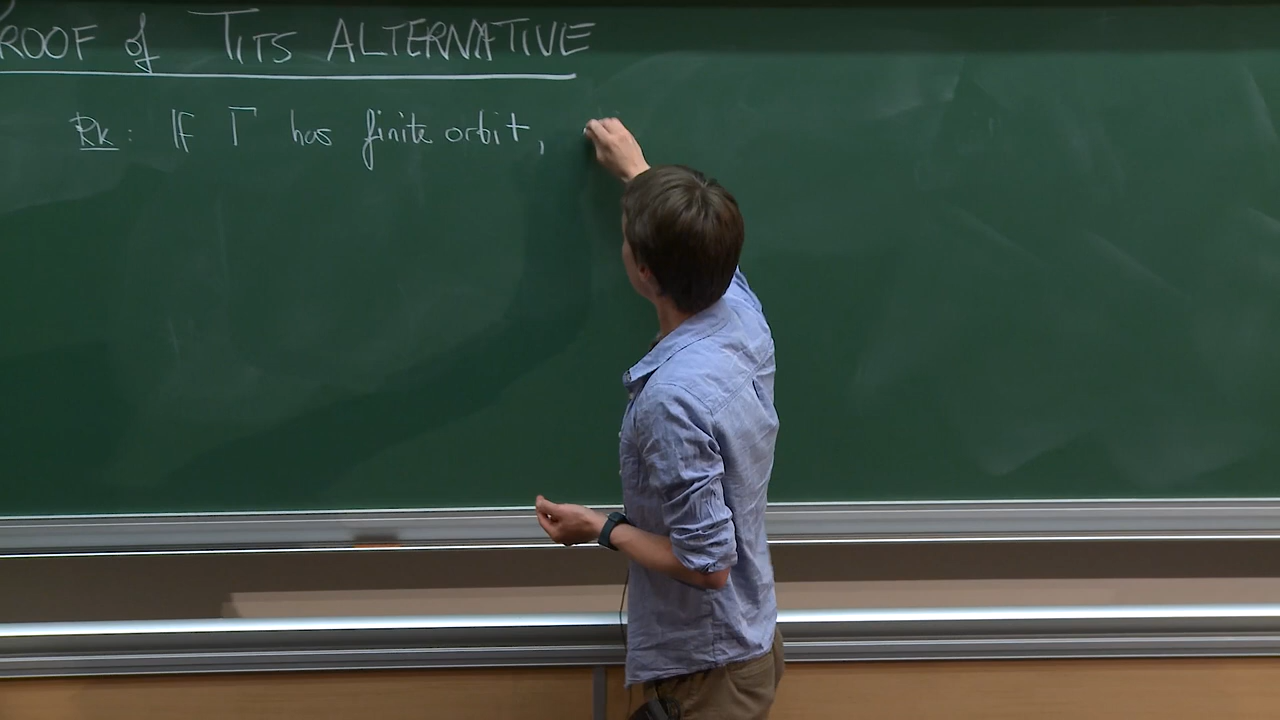 ROOF of TITS ALTERNATIVE
Rk: If Γ has finite orbit,